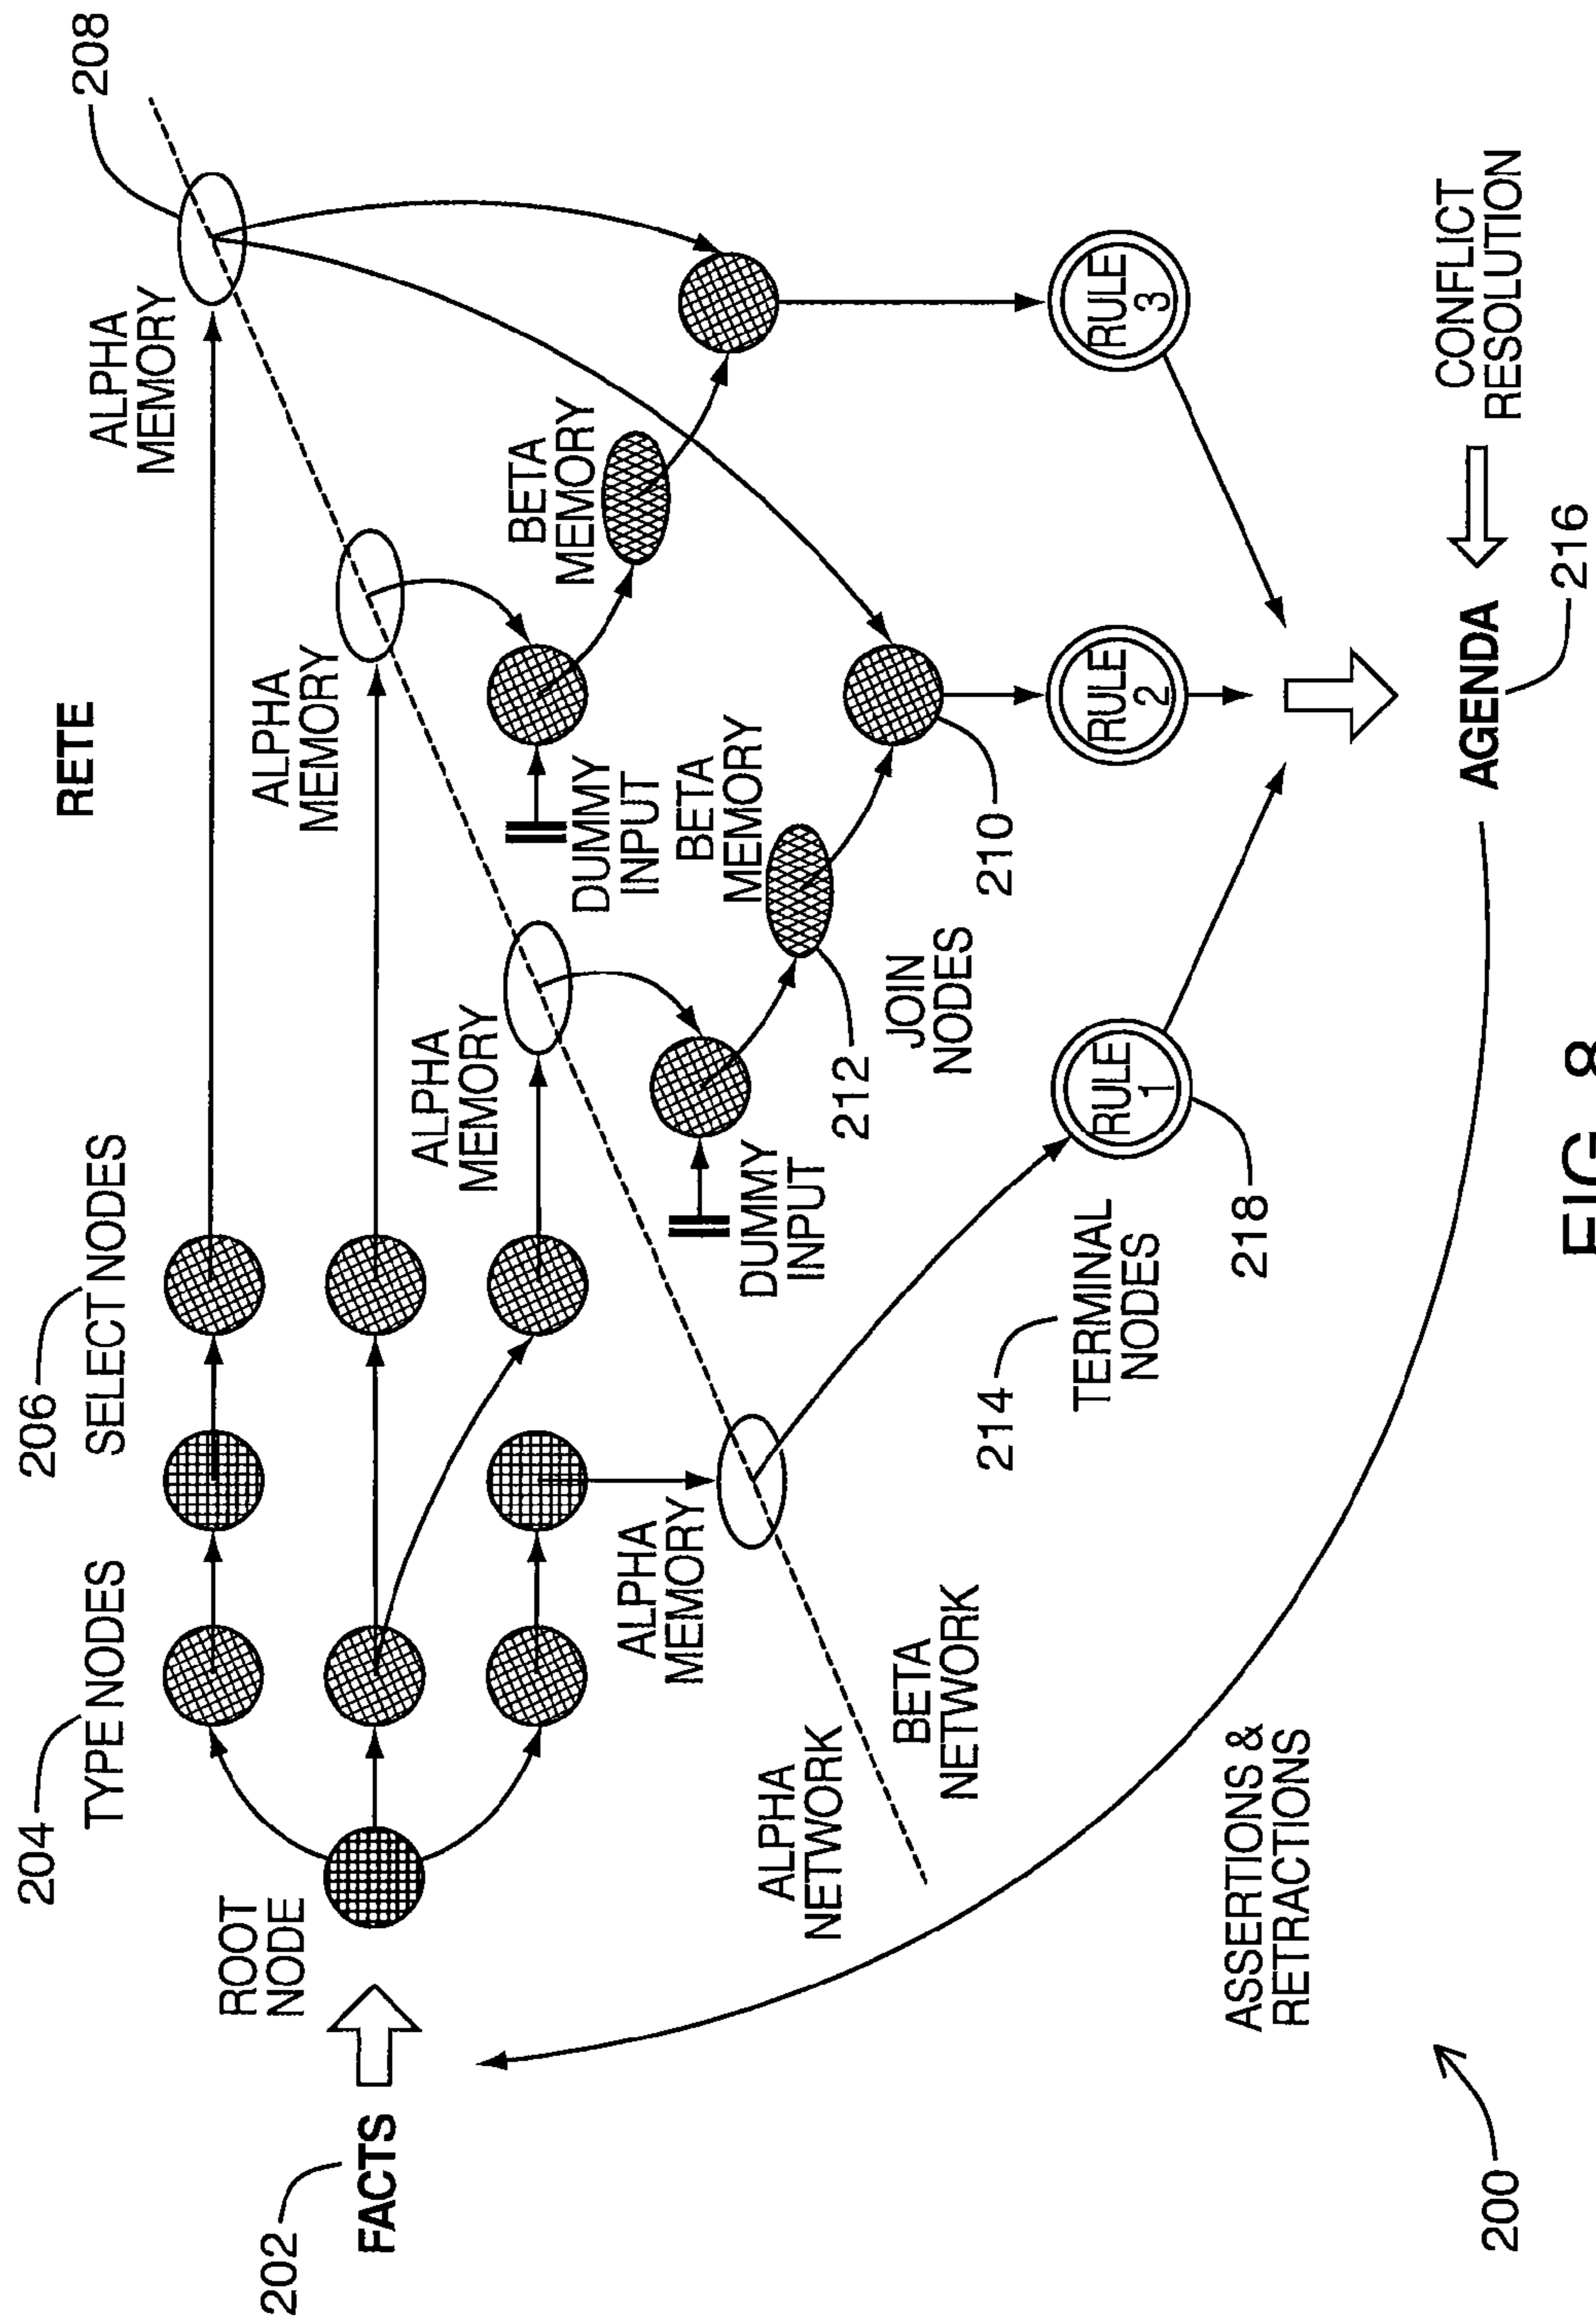 RETE
204
206
208
TYPE NODES
SELECT NODES
ALPHA
MEMORY
ROOT
NODE
ALPHA
MEMORY
202
FACTS
ALPHA
MEMORY
BETA
MEMORY
DUMMY
INPUT
ALPHA
MEMORY
BETA
MEMORY
DUMMY
INPUT
ALPHA
NETWORK
BETA
NETWORK
212
JOIN
NODES
210
214
TERMINAL
NODES
RULE
1
RULE
2
RULE
3
218
ASSERTIONS &
RETRACTIONS
AGENDA
CONFLICT
RESOLUTION
216
200
FIG. 8